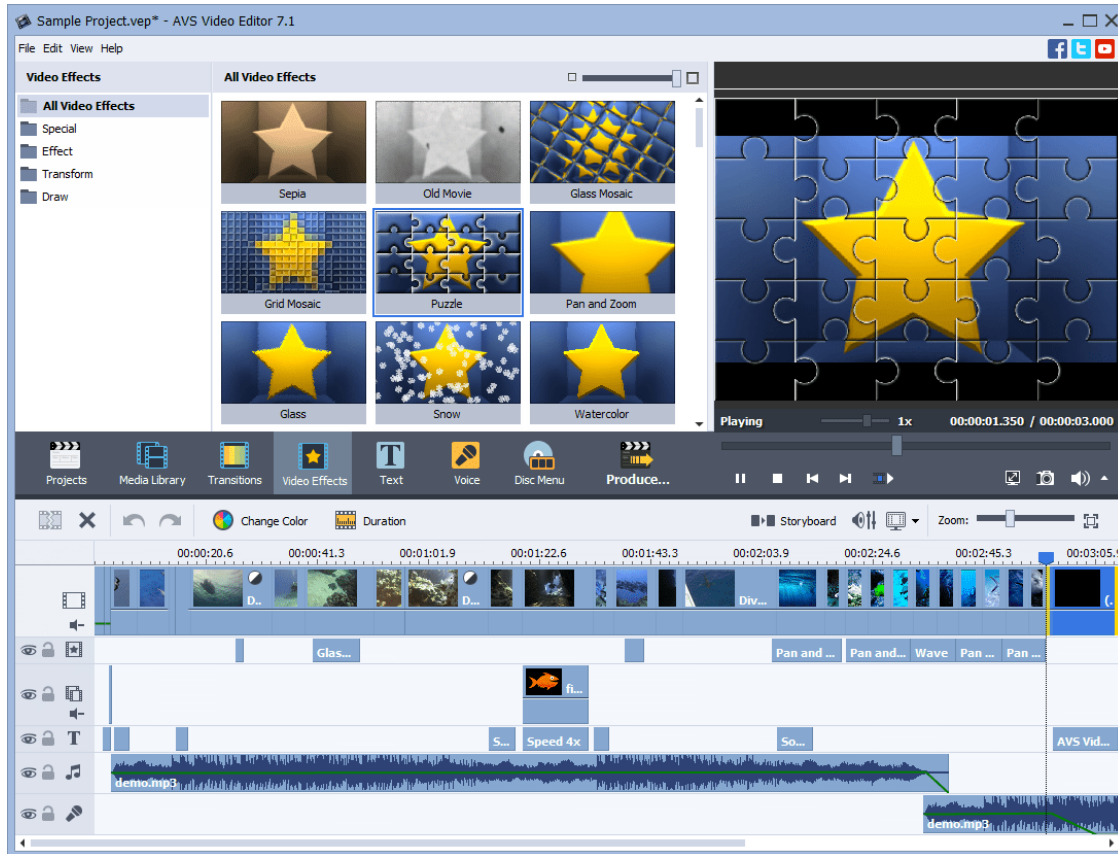 Sample Project.vep* - AVS Video Editor 7.1
File Edit View Help
Video Effects
All Video Effects
All Video Effects
Special
Effect
Transform
Draw
Sepia
Old Movie
Glass Mosaic
Grid Mosaic
Puzzle
Pan and Zoom
Glass
Snow
Watercolor
Playing 1x 00:00:01.350 / 00:00:03.000
Projects
Media Library
Transitions
Video Effects
Text
Voice
Disc Menu
Produce...
Change Color
Duration
Storyboard
Zoom:
00:00:20.6 00:00:41.3 00:01:01.9 00:01:22.6 00:01:43.3 00:02:03.9 00:02:24.6 00:02:45.3 00:03:05.9
D.. D... Div... (.
Glas... Pan and ... Pan and... Wave Pan ... Pan ...
fi...
T S... Speed 4x So... AVS Vid...
demo.mp3
demo.mp3